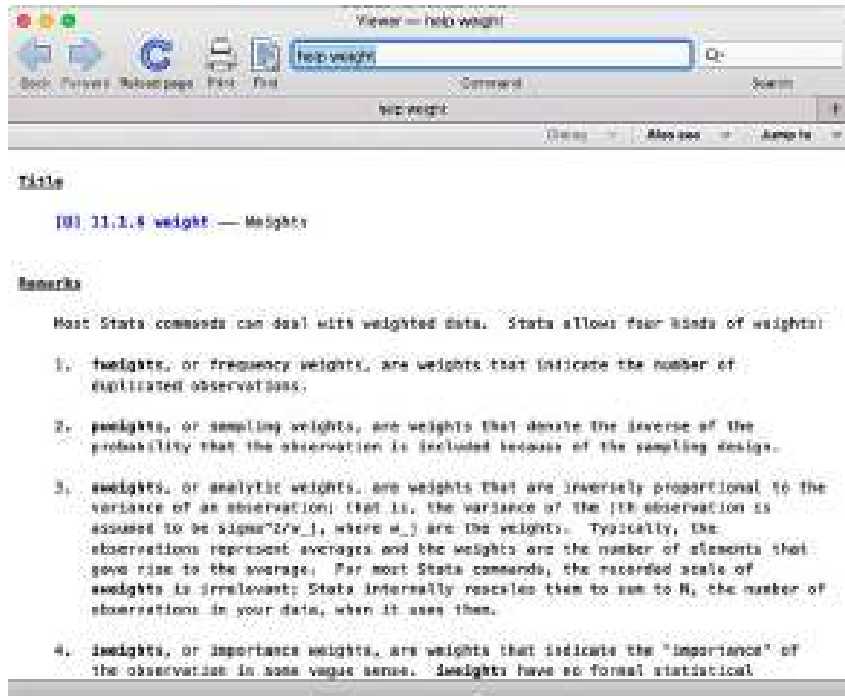 Viewer — help weight
help weight
Back Forward Reload page Print Find Command Search
help weight
Dialog Also see Jump to
Title
[U] 11.1.6 weight — Weights
Remarks
Most Stata commands can deal with weighted data. Stata allows four kinds of weights:
1. fweights, or frequency weights, are weights that indicate the number of
duplicated observations.
2. pweights, or sampling weights, are weights that denote the inverse of the
probability that the observation is included because of the sampling design.
3. aweights, or analytic weights, are weights that are inversely proportional to the
variance of an observation; that is, the variance of the jth observation is
assumed to be sigma^2/w_j, where w_j are the weights. Typically, the
observations represent averages and the weights are the number of elements that
gave rise to the average. For most Stata commands, the recorded scale of
aweights is irrelevant; Stata internally rescales them to sum to N, the number of
observations in your data, when it uses them.
4. iweights, or importance weights, are weights that indicate the "importance" of
the observation in some vague sense. iweights have no formal statistical